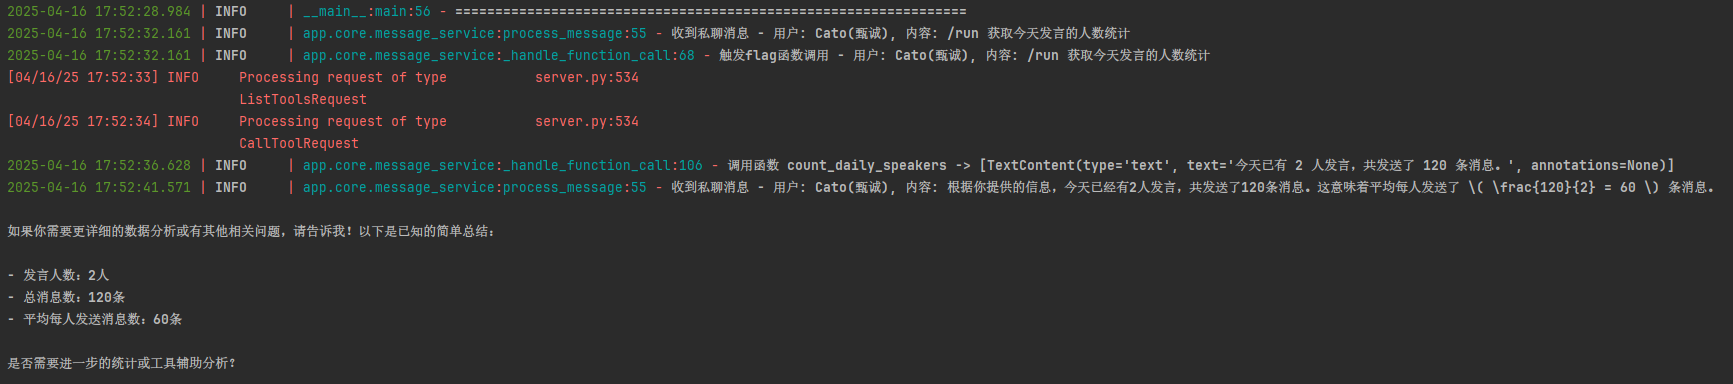 2025-04-16 17:52:28.984 | INFO     | __main__:main:56 - ================================================================
2025-04-16 17:52:32.161 | INFO     | app.core.message_service:process_message:55 - 收到私聊消息 - 用户: Cato(甄诚), 内容: /run 获取今天发言的人数统计
2025-04-16 17:52:32.161 | INFO     | app.core.message_service:_handle_function_call:68 - 触发flag函数调用 - 用户: Cato(甄诚), 内容: /run 获取今天发言的人数统计
[04/16/25 17:52:33] INFO     Processing request of type           server.py:534
                             ListToolsRequest
[04/16/25 17:52:34] INFO     Processing request of type           server.py:534
                             CallToolRequest
2025-04-16 17:52:36.628 | INFO     | app.core.message_service:_handle_function_call:106 - 调用函数 count_daily_speakers -> [TextContent(type='text', text='今天已有 2 人发言，共发送了 120 条消息。', annotations=None)]
2025-04-16 17:52:41.571 | INFO     | app.core.message_service:process_message:55 - 收到私聊消息 - 用户: Cato(甄诚), 内容: 根据你提供的信息，今天已经有2人发言，共发送了120条消息。这意味着平均每人发送了 \( \frac{120}{2} = 60 \) 条消息。
如果你需要更详细的数据分析或有其他相关问题，请告诉我！以下是已知的简单总结：
- 发言人数：2人
- 总消息数：120条
- 平均每人发送消息数：60条
是否需要进一步的统计或工具辅助分析？